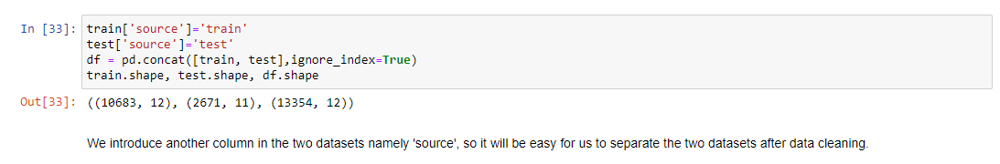 In [33]: train['source']='train'
test['source']='test'
df = pd.concat([train, test],ignore_index=True)
train.shape, test.shape, df.shape
Out[33]: ((10683, 12), (2671, 11), (13354, 12))
We introduce another column in the two datasets namely 'source', so it will be easy for us to separate the two datasets after data cleaning.